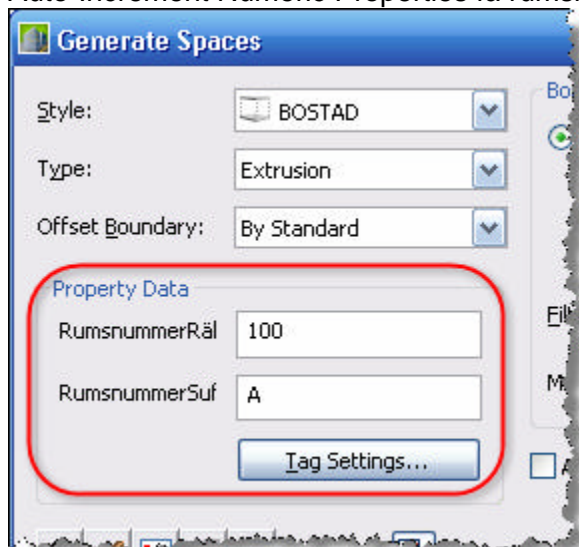 Generate Spaces
Style:
BOSTAD
Type:
Extrusion
Offset Boundary:
By Standard
Property Data
RumsnummerRäl
100
RumsnummerSuf
A
Tag Settings...